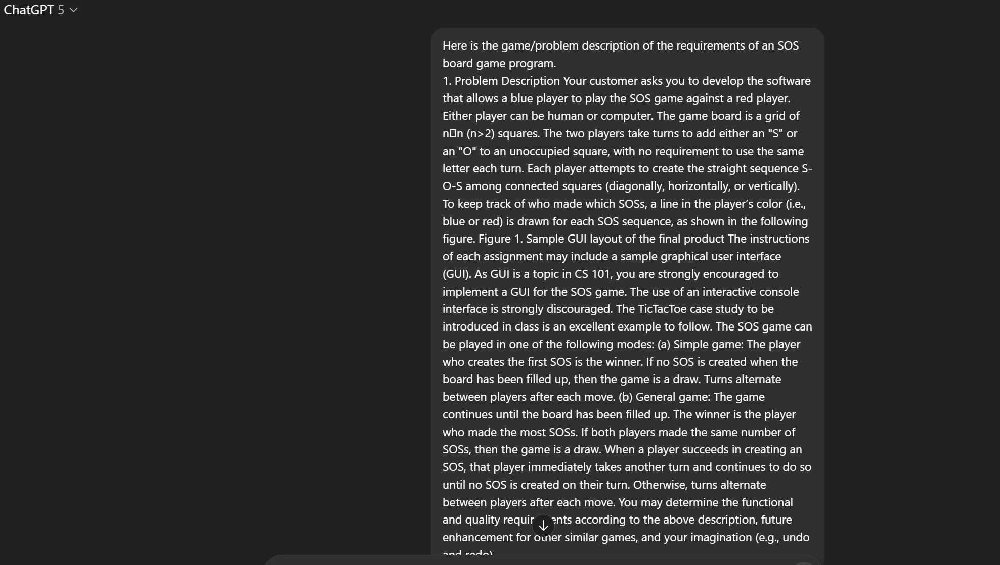 ChatGPT 5
Here is the game/problem description of the requirements of an SOS
board game program.
1. Problem Description Your customer asks you to develop the software
that allows a blue player to play the SOS game against a red player.
Either player can be human or computer. The game board is a grid of
n▯n (n>2) squares. The two players take turns to add either an "S" or
an "O" to an unoccupied square, with no requirement to use the same
letter each turn. Each player attempts to create the straight sequence S-
O-S among connected squares (diagonally, horizontally, or vertically).
To keep track of who made which SOSs, a line in the player’s color (i.e.,
blue or red) is drawn for each SOS sequence, as shown in the following
figure. Figure 1. Sample GUI layout of the final product The instructions
of each assignment may include a sample graphical user interface
(GUI). As GUI is a topic in CS 101, you are strongly encouraged to
implement a GUI for the SOS game. The use of an interactive console
interface is strongly discouraged. The TicTacToe case study to be
introduced in class is an excellent example to follow. The SOS game can
be played in one of the following modes: (a) Simple game: The player
who creates the first SOS is the winner. If no SOS is created when the
board has been filled up, then the game is a draw. Turns alternate
between players after each move. (b) General game: The game
continues until the board has been filled up. The winner is the player
who made the most SOSs. If both players made the same number of
SOSs, then the game is a draw. When a player succeeds in creating an
SOS, that player immediately takes another turn and continues to do so
until no SOS is created on their turn. Otherwise, turns alternate
between players after each move. You may determine the functional
and quality requirements according to the above description, future
enhancement for other similar games, and your imagination (e.g., undo
and redo)